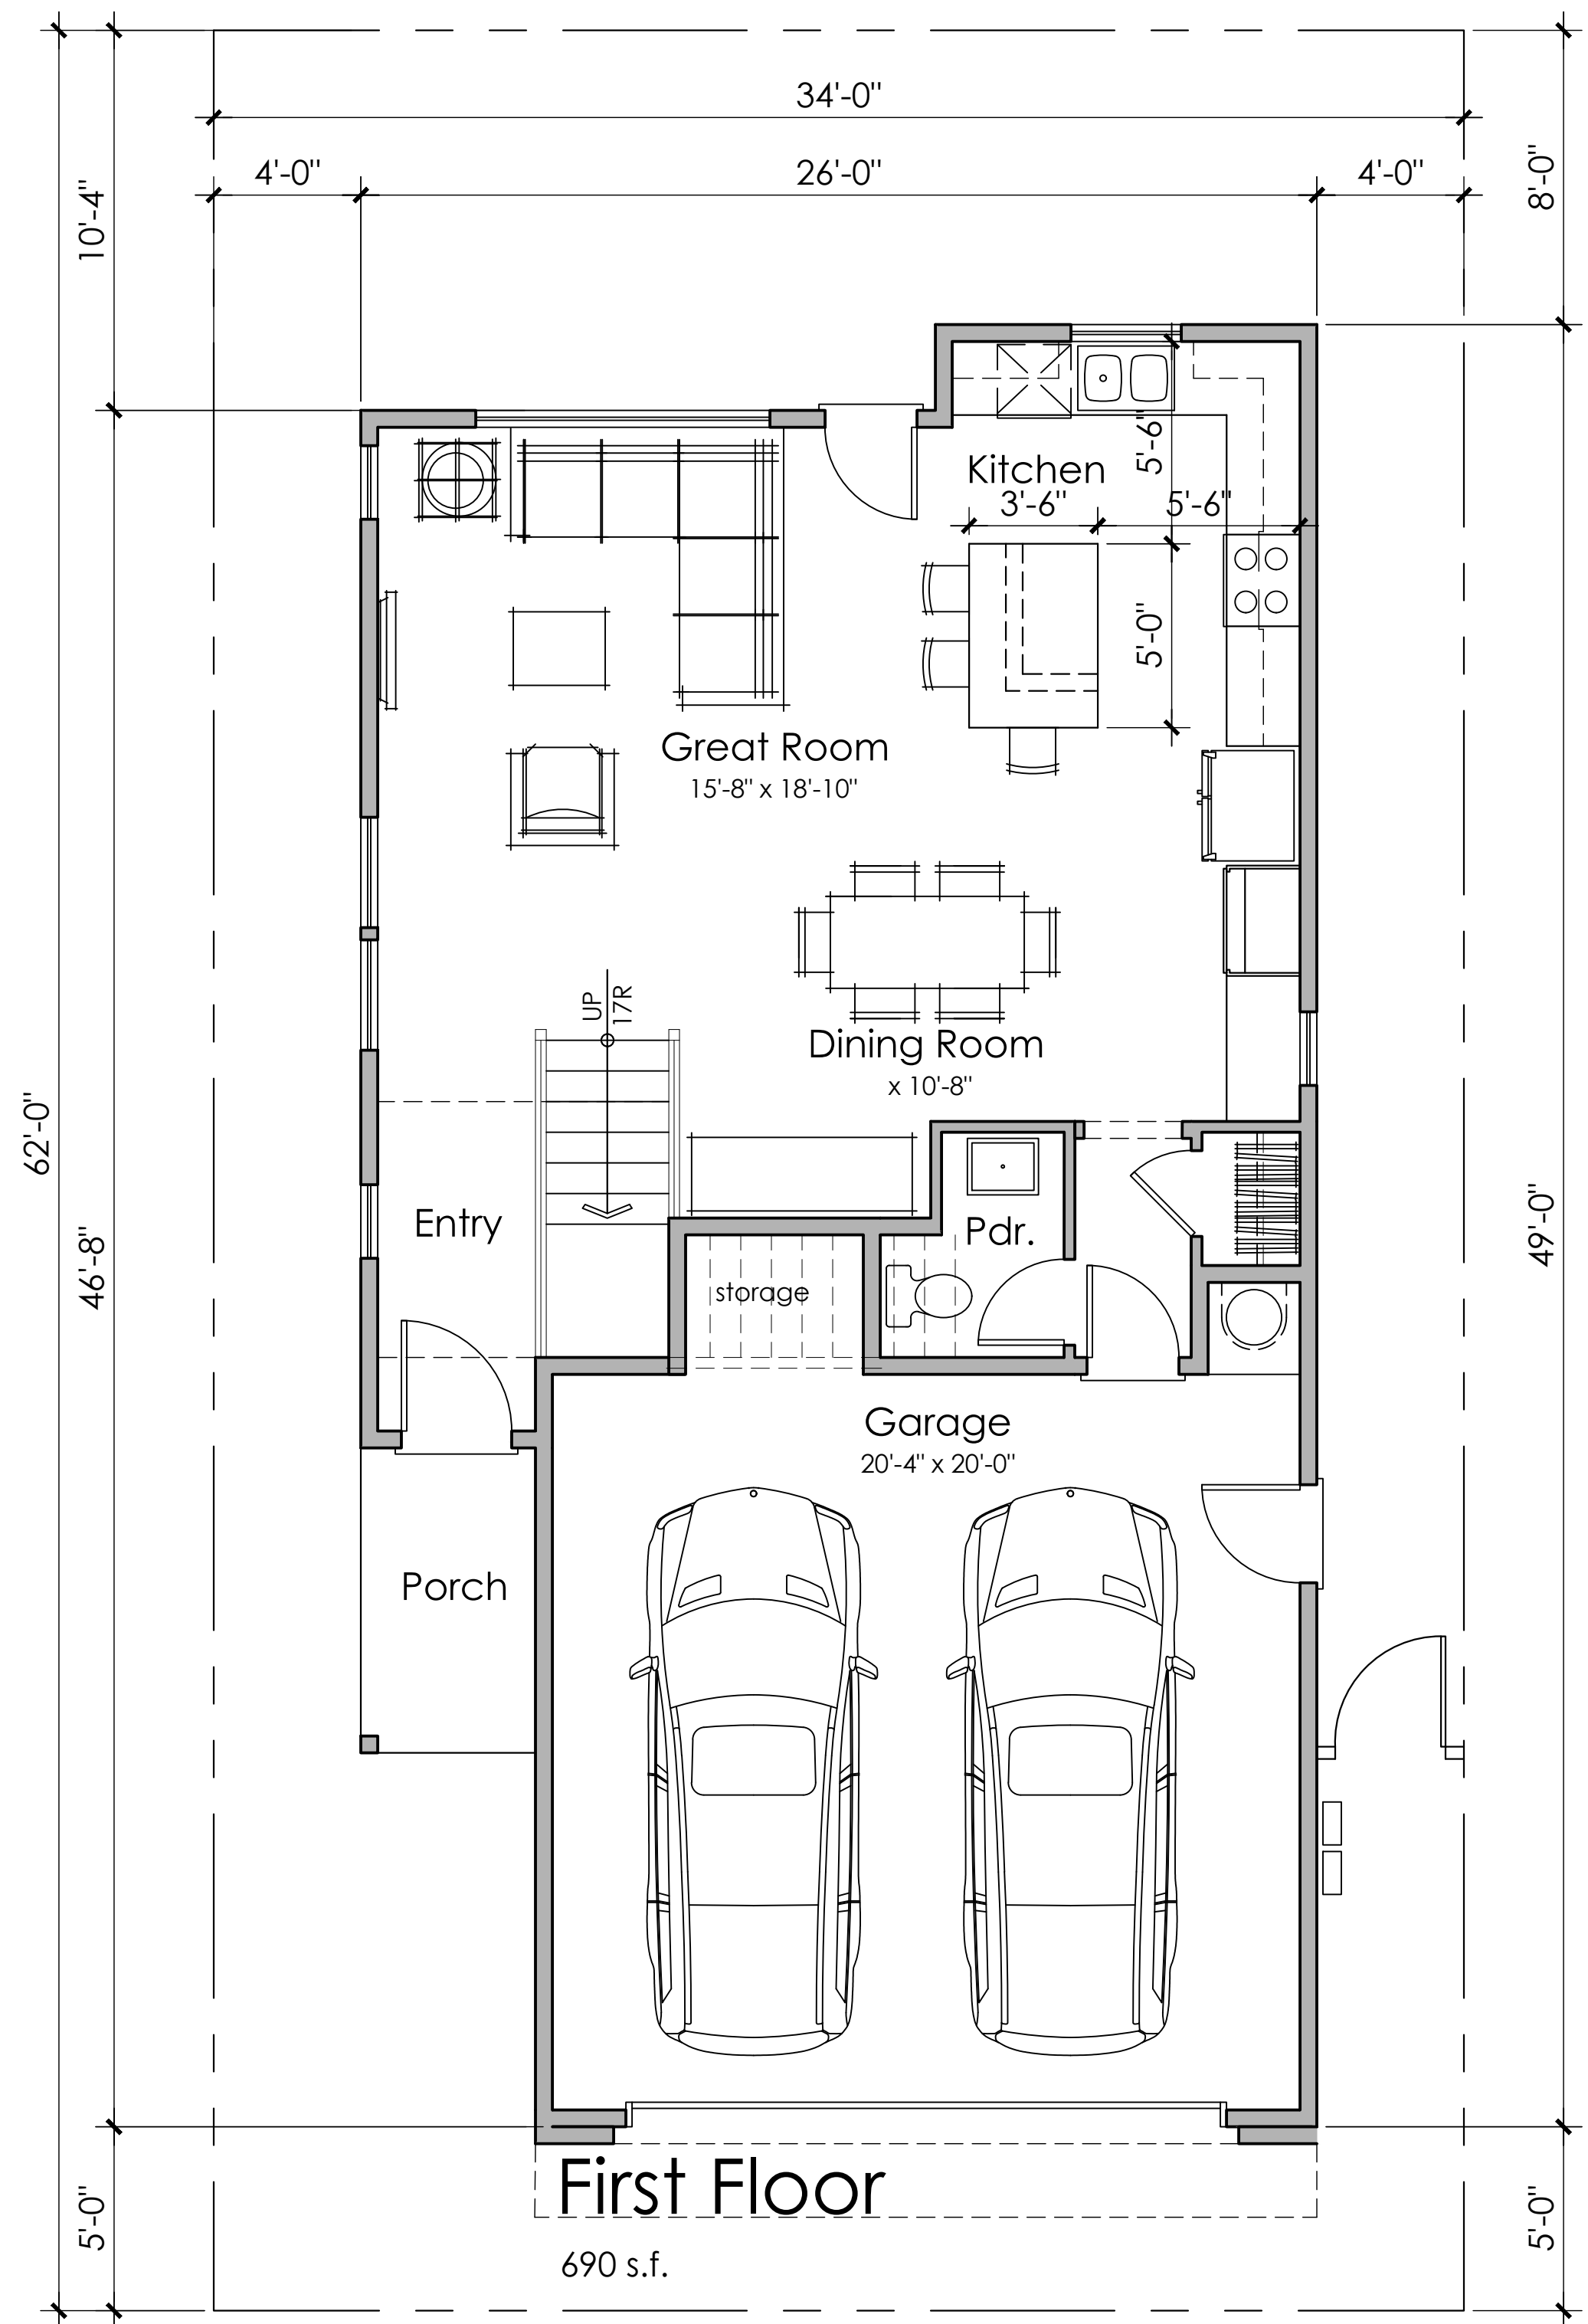 34'-0"
4'-0"
26'-0"
4'-0"
10'-4"
8'-0"
Kitchen
5'-6"
3'-6"
5'-6"
5'-0"
Great Room
15'-8" x 18'-10"
UP
17R
Dining Room
x 10'-8"
62'-0"
46'-8"
49'-0"
Entry
Pdr.
storage
Garage
20'-4" x 20'-0"
Porch
First Floor
5'-0"
5'-0"
690 s.f.